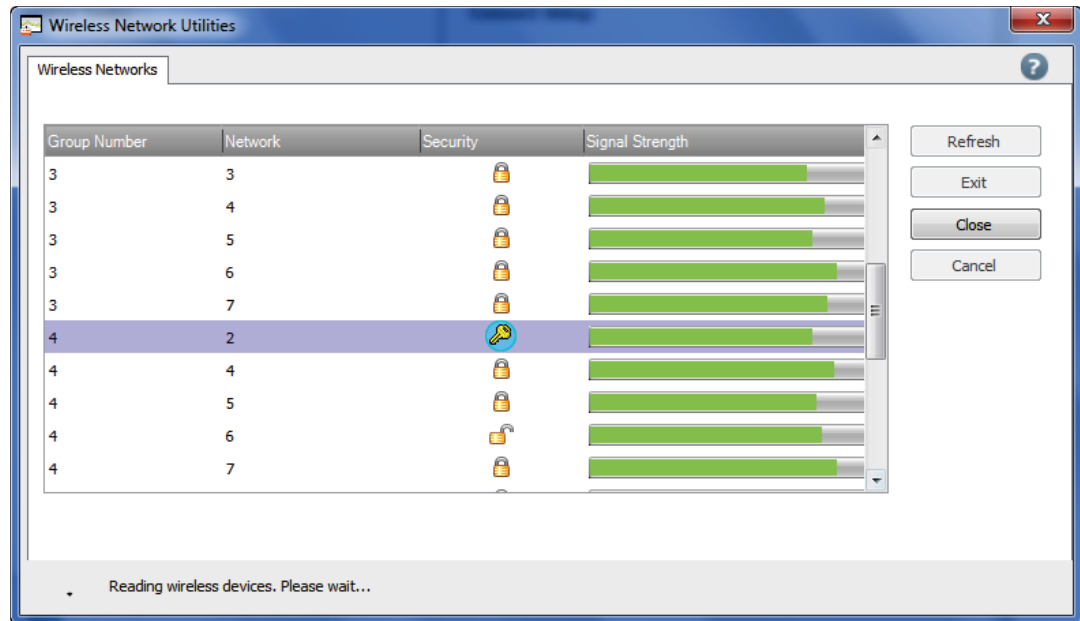 Wireless Network Utilities
Wireless Networks
?
Group Number Network Security Signal Strength
Refresh
3 3
Exit
3 4
Close
3 5
Cancel
3 6
3 7
4 2
4 4
4 5
4 6
4 7
Reading wireless devices. Please wait...